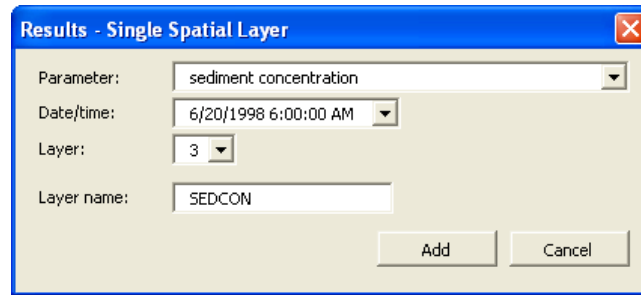 Results - Single Spatial Layer
Parameter: sediment concentration
Date/time: 6/20/1998 6:00:00 AM
Layer: 3
Layer name: SEDCON
Add Cancel